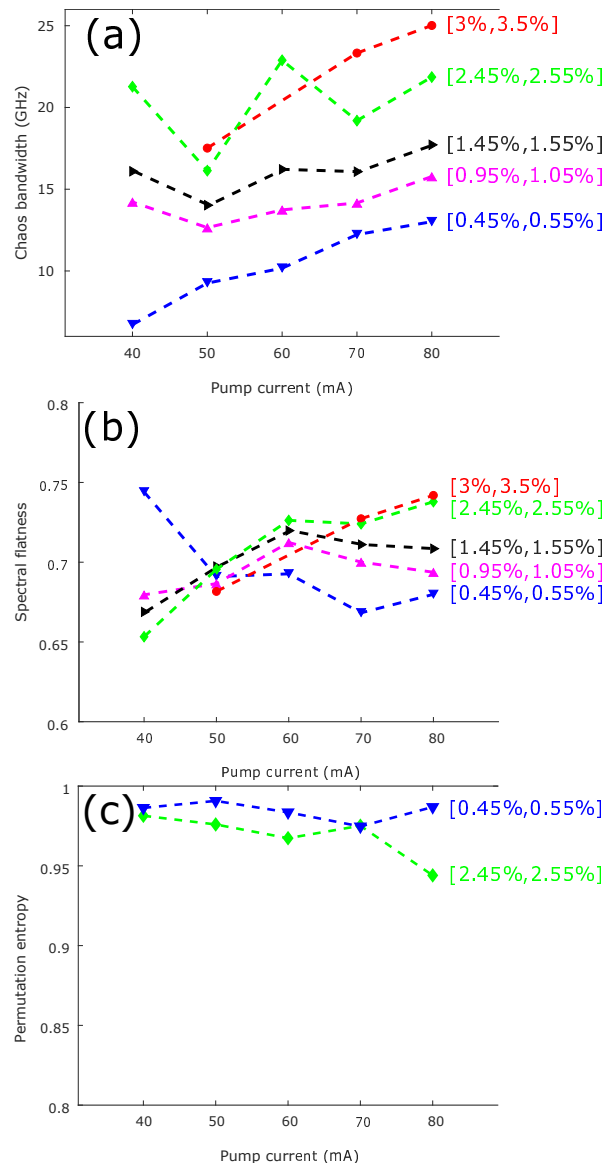 (a)
25
20
15
10
Chaos bandwidth (GHz)
[3%,3.5%]
[2.45%,2.55%]
[1.45%,1.55%]
[0.95%,1.05%]
[0.45%,0.55%]
40 50 60 70 80
Pump current (mA)
(b)
0.8
0.75
0.7
0.65
0.6
Spectral flatness
[3%,3.5%]
[2.45%,2.55%]
[1.45%,1.55%]
[0.95%,1.05%]
[0.45%,0.55%]
40 50 60 70 80
Pump current (mA)
(c)
1
0.95
0.9
0.85
0.8
Permutation entropy
[0.45%,0.55%]
[2.45%,2.55%]
40 50 60 70 80
Pump current (mA)